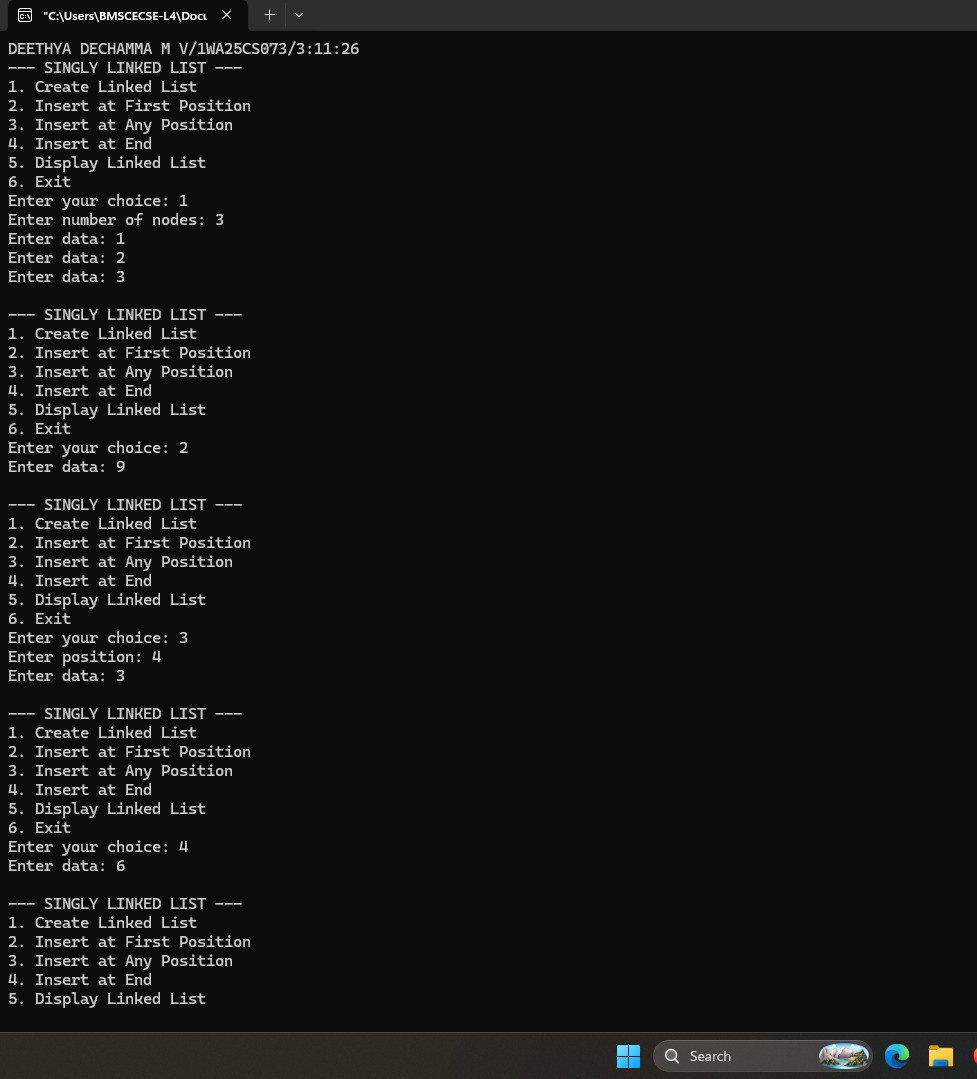 "C:\Users\BMSCECSE-L4\Docu
DEETHYA DECHAMMA M V/1WA25CS073/3:11:26
--- SINGLY LINKED LIST ---
1. Create Linked List
2. Insert at First Position
3. Insert at Any Position
4. Insert at End
5. Display Linked List
6. Exit
Enter your choice: 1
Enter number of nodes: 3
Enter data: 1
Enter data: 2
Enter data: 3
--- SINGLY LINKED LIST ---
1. Create Linked List
2. Insert at First Position
3. Insert at Any Position
4. Insert at End
5. Display Linked List
6. Exit
Enter your choice: 2
Enter data: 9
--- SINGLY LINKED LIST ---
1. Create Linked List
2. Insert at First Position
3. Insert at Any Position
4. Insert at End
5. Display Linked List
6. Exit
Enter your choice: 3
Enter position: 4
Enter data: 3
--- SINGLY LINKED LIST ---
1. Create Linked List
2. Insert at First Position
3. Insert at Any Position
4. Insert at End
5. Display Linked List
6. Exit
Enter your choice: 4
Enter data: 6
--- SINGLY LINKED LIST ---
1. Create Linked List
2. Insert at First Position
3. Insert at Any Position
4. Insert at End
5. Display Linked List
Search